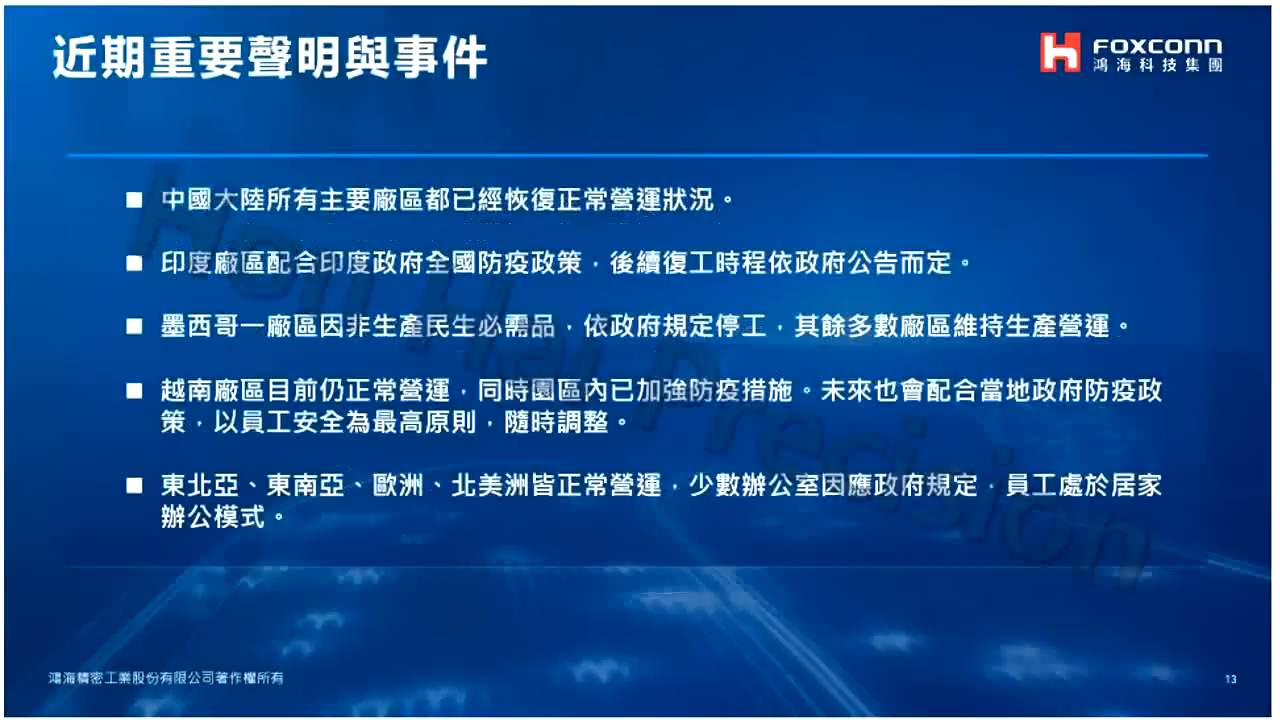 近期重要聲明與事件
FOXCONN
鴻海科技集團
■ 中國大陸所有主要廠區都已經恢復正常營運狀況。
■ 印度廠區配合印度政府全國防疫政策，後續復工時程依政府公告而定。
■ 墨西哥一廠區因非生產民生必需品，依政府規定停工，其餘多數廠區維持生產營運。
■ 越南廠區目前仍正常營運，同時園區內已加強防疫措施。未來也會配合當地政府防疫政
策，以員工安全為最高原則，隨時調整。
■ 東北亞、東南亞、歐洲、北美洲皆正常營運，少數辦公室因應政府規定，員工處於居家
辦公模式。
Hon Hai Precision
鴻海精密工業股份有限公司著作權所有
13